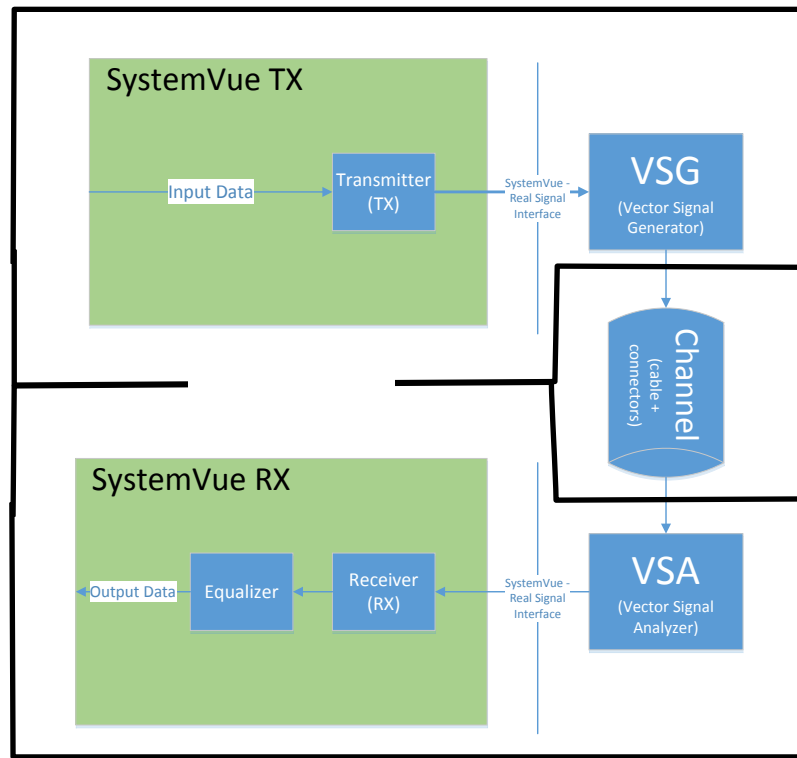 SystemVue TX
Input Data
Transmitter
(TX)
SystemVue -
Real Signal
Interface
VSG
(Vector Signal
Generator)
Channel
(cable +
connectors)
SystemVue RX
Output Data
Equalizer
Receiver
(RX)
SystemVue -
Real Signal
Interface
VSA
(Vector Signal
Analyzer)